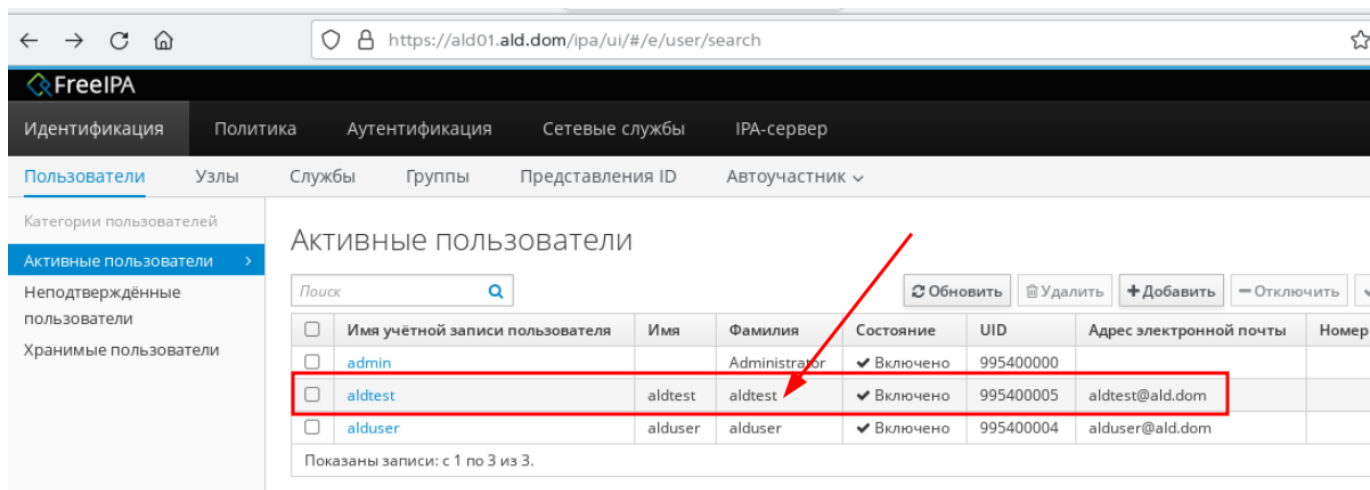 https://ald01.ald.dom/ipa/ui/#/e/user/search
FreeIPA
Идентификация Политика Аутентификация Сетевые службы IPA-сервер
Пользователи Узлы Службы Группы Представления ID Автоучастник
Категории пользователей
Активные пользователи
Неподтверждённые
пользователи
Хранимые пользователи
Активные пользователи
Поиск Обновить Удалить Добавить Отключить
Имя учётной записи пользователя Имя Фамилия Состояние UID Адрес электронной почты Номер
admin Administrator Включено 995400000
aldtest aldtest aldtest Включено 995400005 aldtest@ald.dom
alduser alduser alduser Включено 995400004 alduser@ald.dom
Показаны записи: с 1 по 3 из 3.